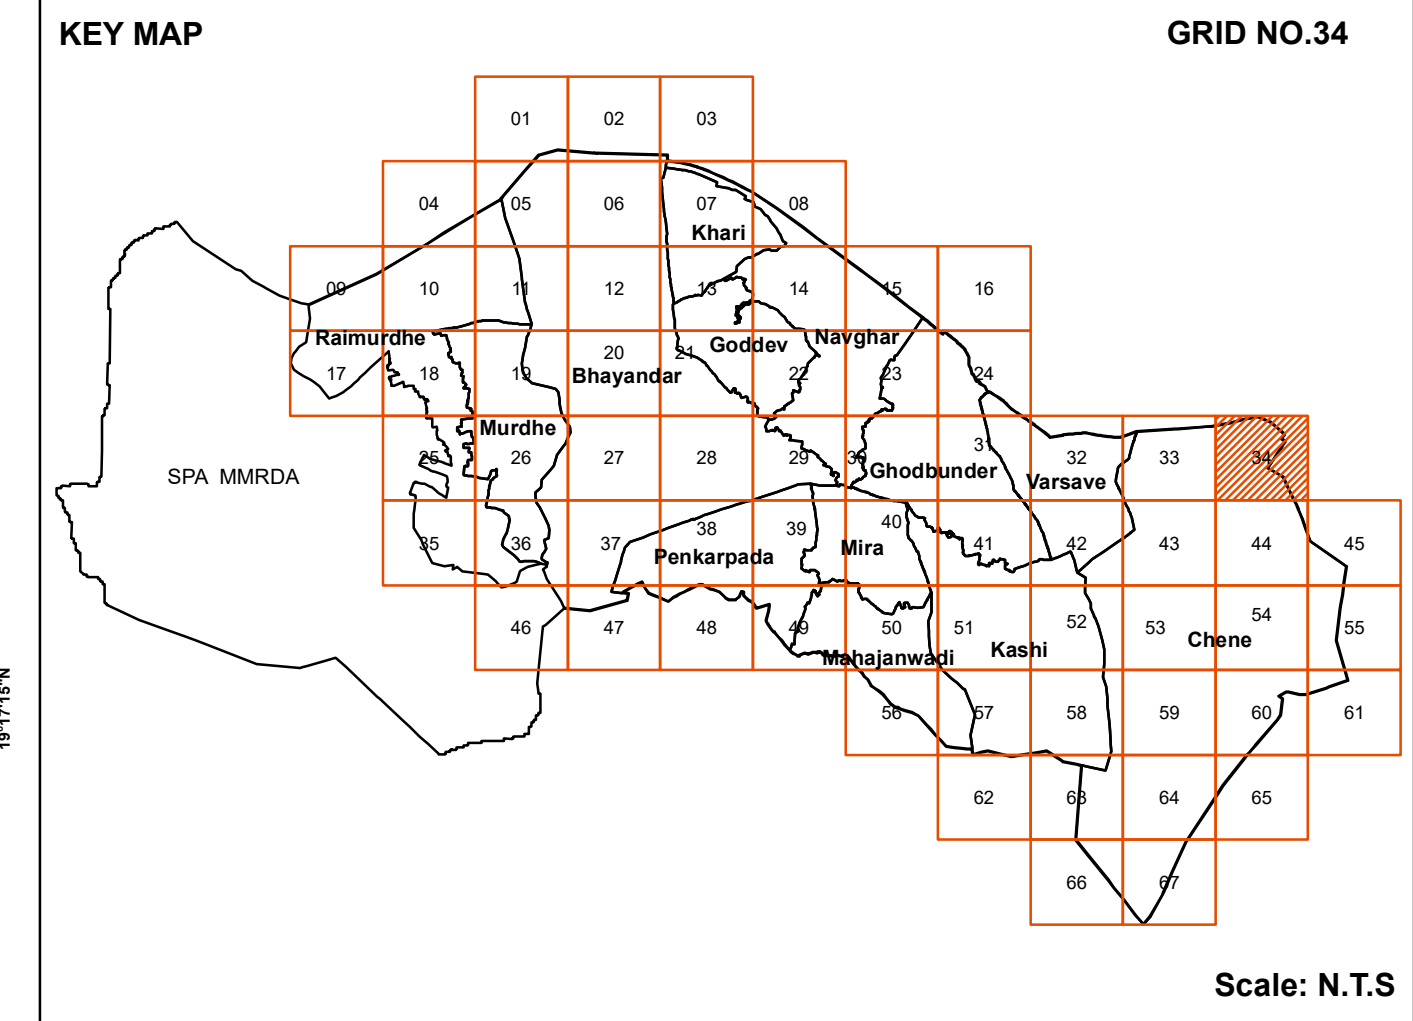 KEY MAP
GRID NO.34
01 02 03
04 05 06 07 08
Khari
09 10 11 12 13 14 15 16
Raimurdhe Goddev Navghar
17 18 19 20 21 22 23 24
Bhayandar
Murdhe
25 26 27 28 29 30 31 32 33 34
SPA MMRDA
Ghodbunder
Varsave
35 36 37 38 39 40 41 42 43 44 45
Penkarpada Mira
46 47 48 49 50 51 52 53 54 55
Mahajanwadi Kashi Chene
56 57 58 59 60 61
62 63 64 65
66 67
19°17'15"N
Scale: N.T.S